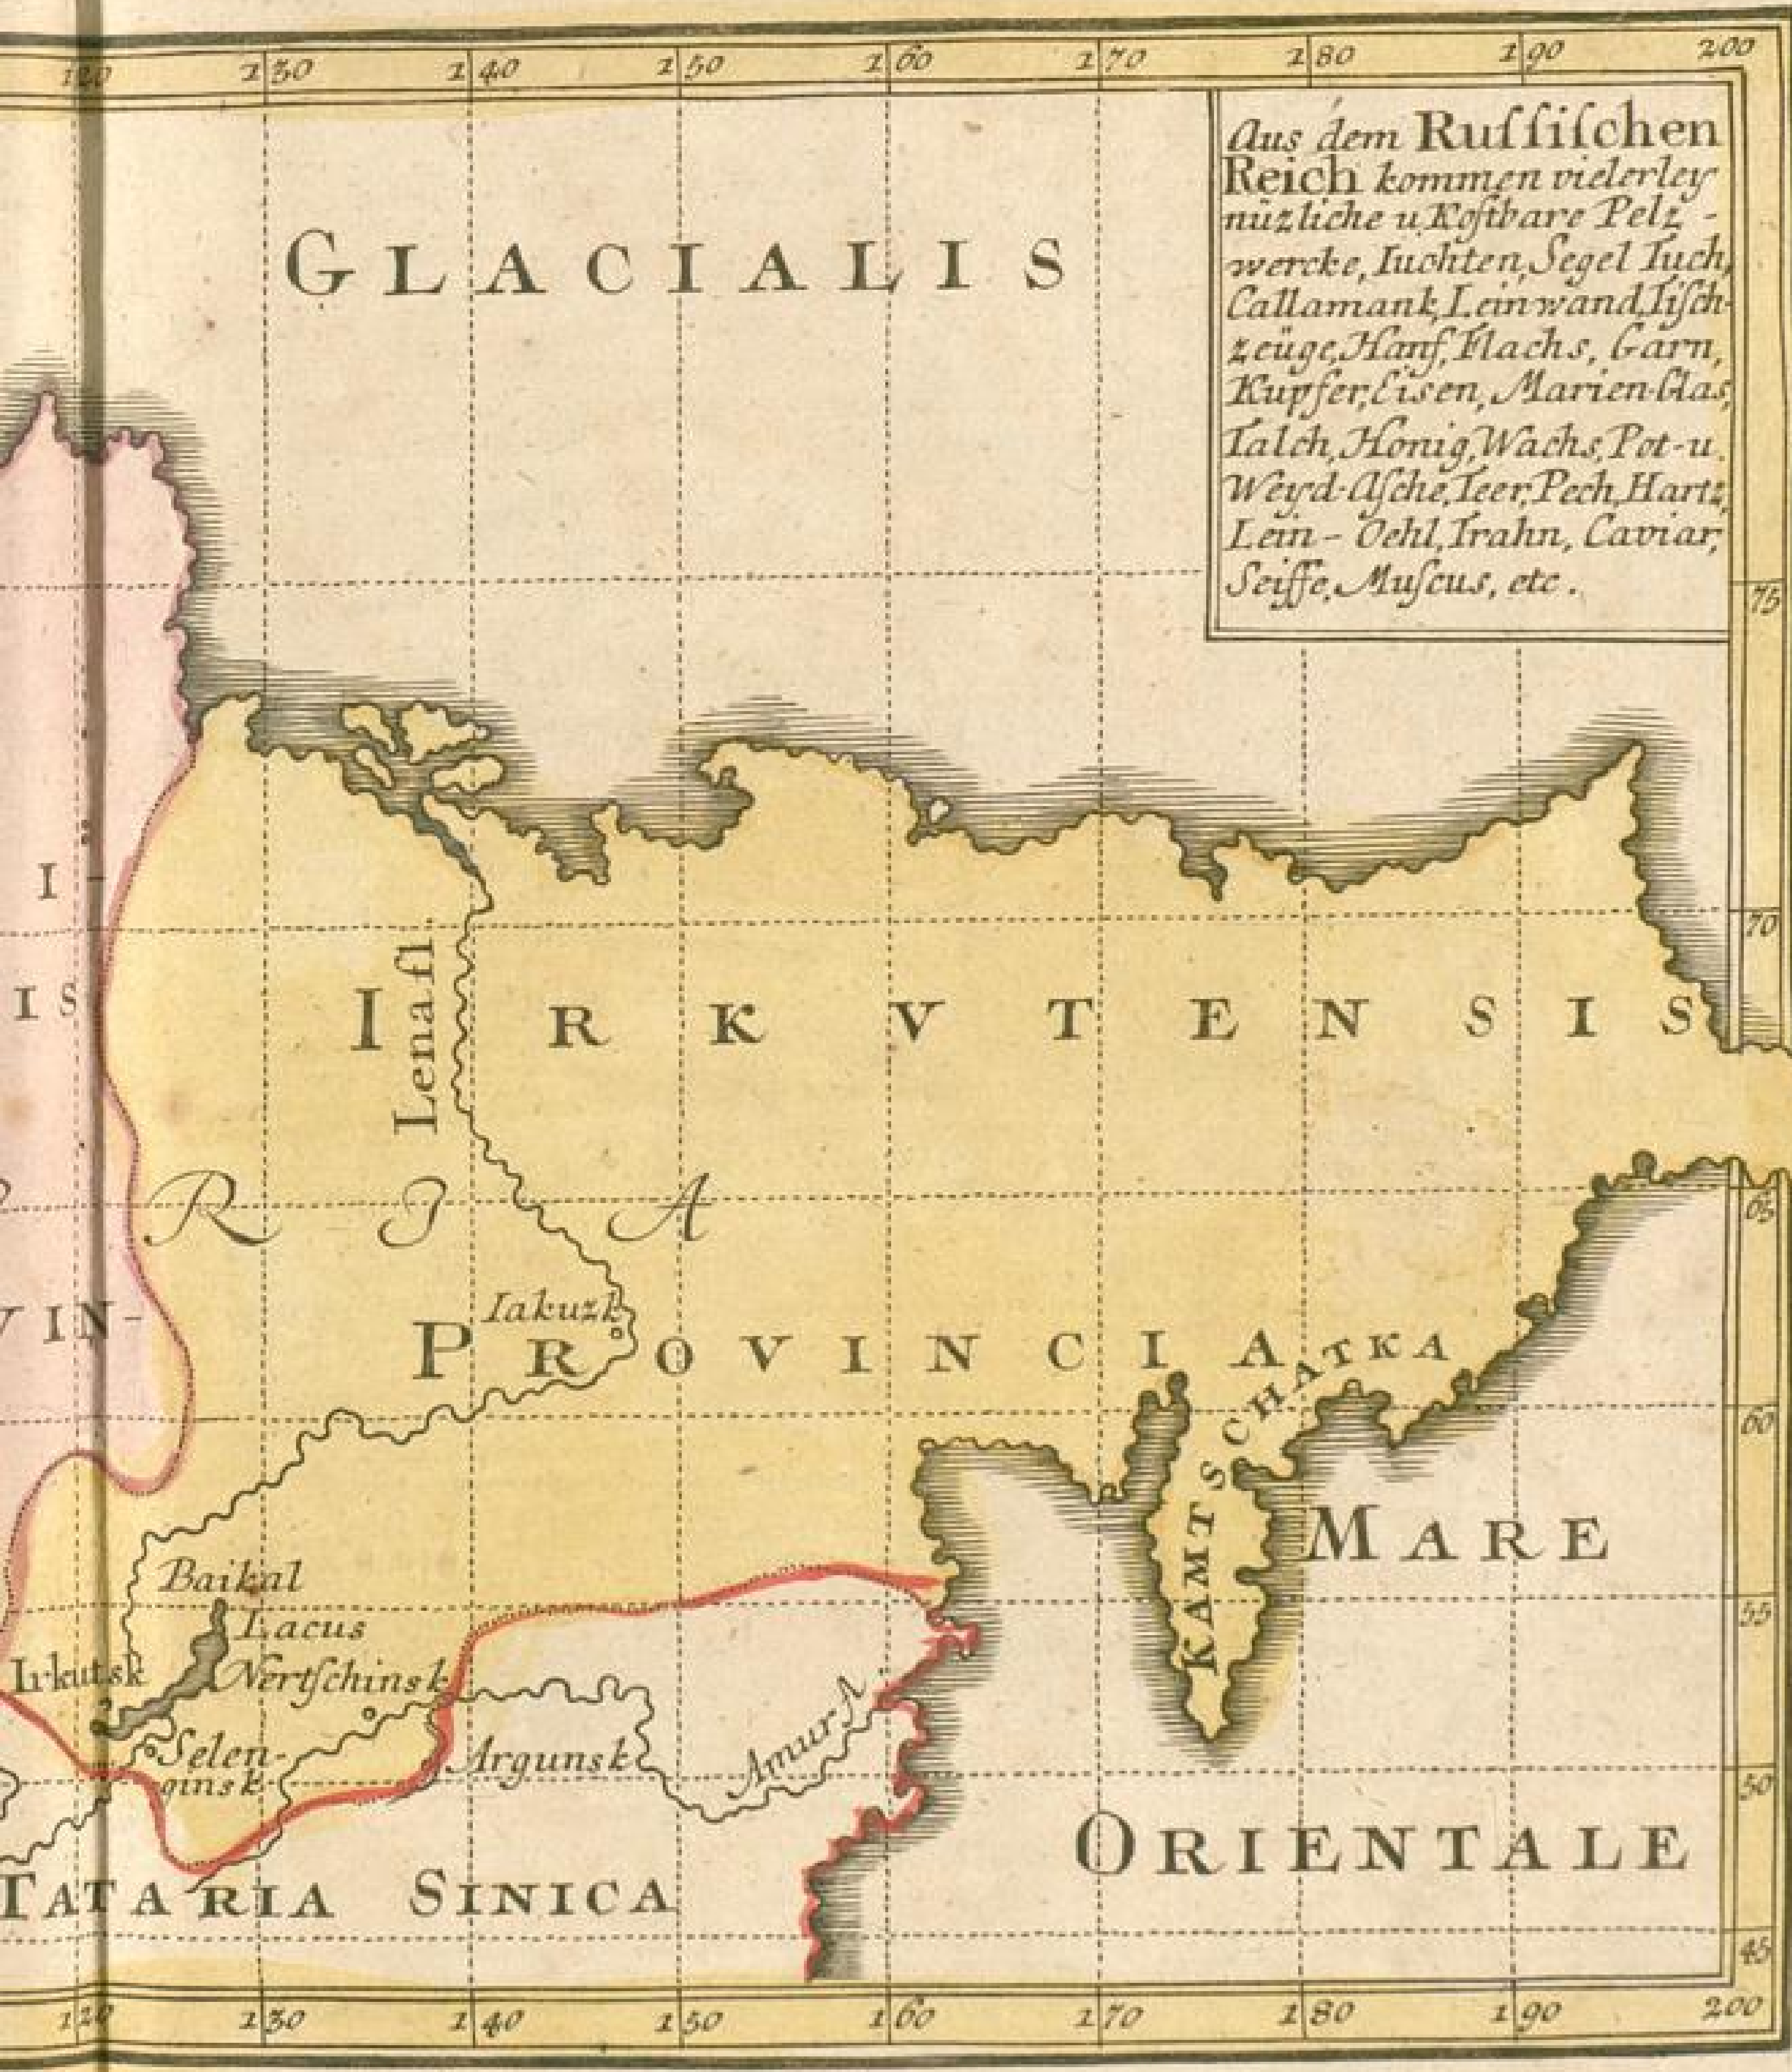 120 130 140 150 160 170 180 190 200
Aus dem Ruſſiſchen
Reich kommen vielerley
nüzliche u. Koſtbare Pelz-
wercke, Iuchten, Segel Tuch,
Callamank, Leinwand, Tiſch-
zeüge, Hanf, Flachs, Garn,
Kupfer, Eisen, Marien-Glas,
Talch, Honig, Wachs, Pot- u.
Weyd-Aſche, Teer, Pech, Hartz,
Lein-Oehl, Trahn, Caviar,
Seiffe, Muſcus, etc.
GLACIALIS
75
I-
70
IS
IRKVTENSIS
Lena fl.
RIA
65
Iakuzk
VIN-
PROVINCIA
KAMTSCHATKA
60
MARE
Baikal
Lacus
55
Irkutsk
Nertſchinsk
Selen-
ginsk
Argunsk
Amur fl.
50
ORIENTALE
TATARIA SINICA
45
120 130 140 150 160 170 180 190 200